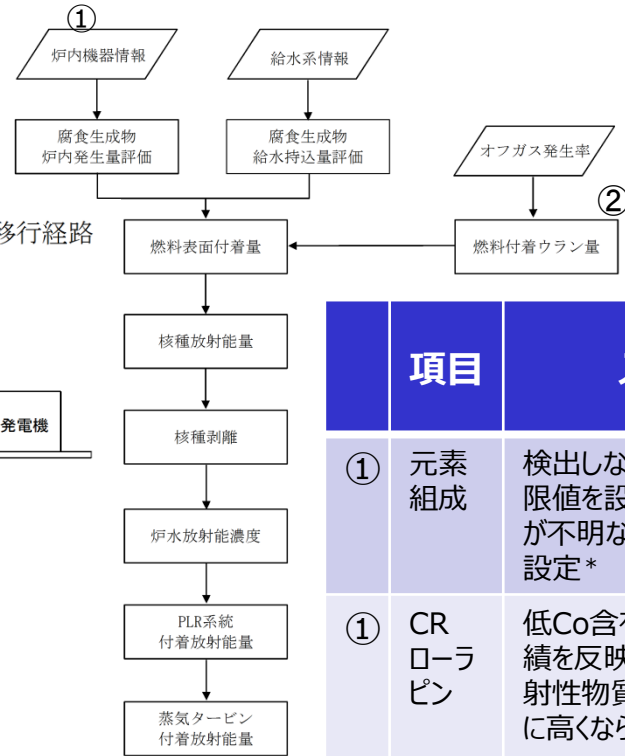 ①
炉内機器情報
給水系情報
腐食生成物
炉内発生量評価
腐食生成物
給水持込量評価
オフガス発生率
②
移行経路
燃料表面付着量
燃料付着ウラン量
核種放射能量
項目
核種剥離
発電機
①
元素
組成
検出しな
限値を設
が不明な
設定*
炉水放射能濃度
PLR系統
付着放射能量
①
CR
ローラ
ピン
低Co含
績を反映
射性物質
に高くなら
蒸気タービン
付着放射能量